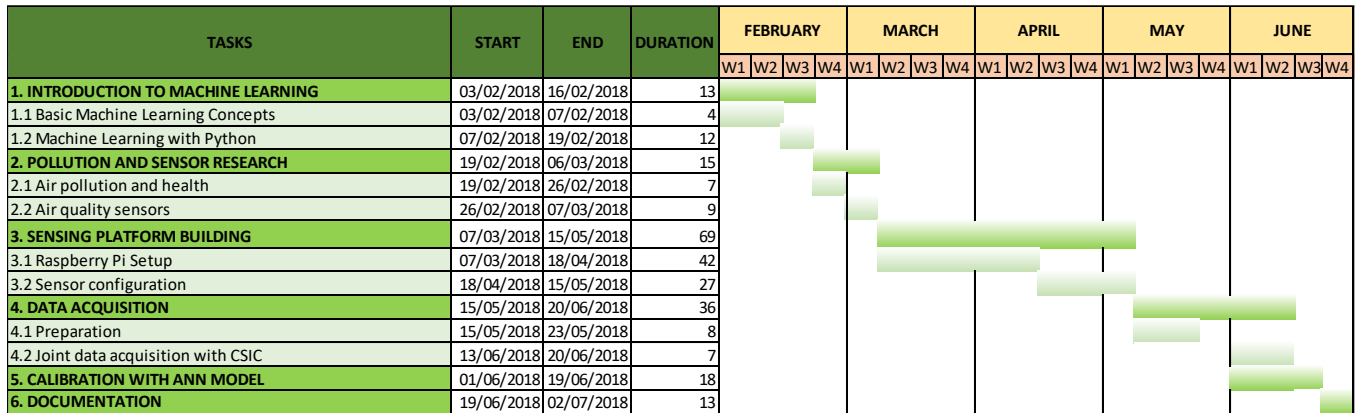 TASKS START END DURATION FEBRUARY MARCH APRIL MAY JUNE
W1 W2 W3 W4 W1 W2 W3 W4 W1 W2 W3 W4 W1 W2 W3 W4 W1 W2 W3 W4
1. INTRODUCTION TO MACHINE LEARNING 03/02/2018 16/02/2018 13
1.1 Basic Machine Learning Concepts 03/02/2018 07/02/2018 4
1.2 Machine Learning with Python 07/02/2018 19/02/2018 12
2. POLLUTION AND SENSOR RESEARCH 19/02/2018 06/03/2018 15
2.1 Air pollution and health 19/02/2018 26/02/2018 7
2.2 Air quality sensors 26/02/2018 07/03/2018 9
3. SENSING PLATFORM BUILDING 07/03/2018 15/05/2018 69
3.1 Raspberry Pi Setup 07/03/2018 18/04/2018 42
3.2 Sensor configuration 18/04/2018 15/05/2018 27
4. DATA ACQUISITION 15/05/2018 20/06/2018 36
4.1 Preparation 15/05/2018 23/05/2018 8
4.2 Joint data acquisition with CSIC 13/06/2018 20/06/2018 7
5. CALIBRATION WITH ANN MODEL 01/06/2018 19/06/2018 18
6. DOCUMENTATION 19/06/2018 02/07/2018 13